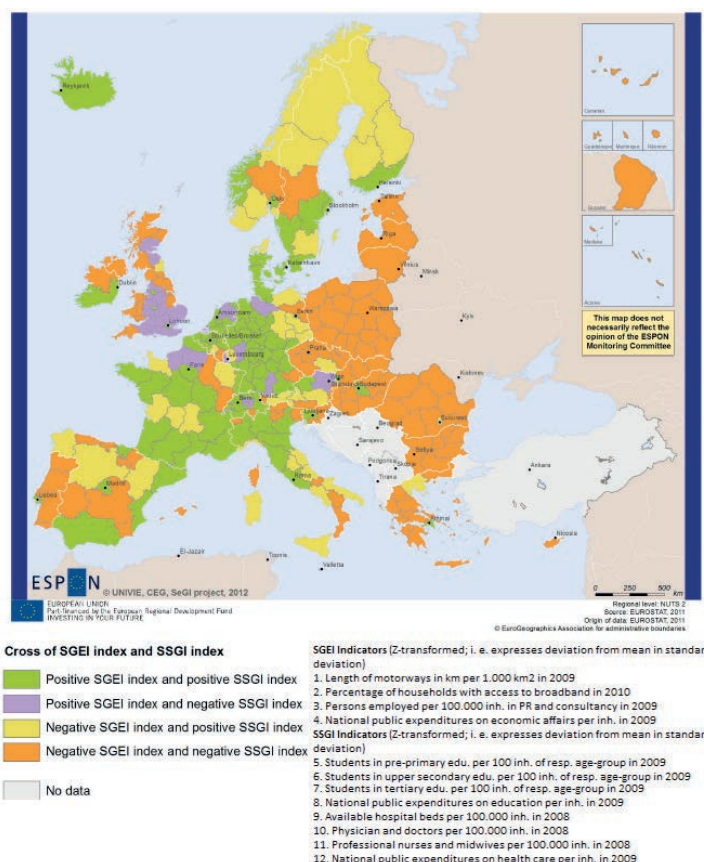 Reykjavik
Canarias
Guadeloupe Martinique Réunion
Guyane
Madeira
Acores
Helsinki
Tallinn
Oslo
Stockholm
Riga
København
Vilnius
Minsk
Dublin
London
Amsterdam
Berlin
Warszawa
Kyiv
Bruxelles/Brussel
Luxembourg
Praha
Paris
Wien
Budapest
Bern
Vaduz
Kishinev
Ljubljana
Zagreb
Beograd
Bucuresti
Sarajevo
Sofiya
Podgorica
Skopje
Roma
Tirana
Ankara
Madrid
Lisboa
Athinai
El-Jazair
Tounis
Valletta
Nicosia
This map does not
necessarily reflect the
opinion of the ESPON
Monitoring Committee
ESPON
© UNIVIE, CEG, SeGI project, 2012
EUROPEAN UNION
Part-financed by the European Regional Development Fund
INVESTING IN YOUR FUTURE
0 250 500
km
Regional level: NUTS 2
Source: EUROSTAT, 2011
Origin of data: EUROSTAT, 2011
© EuroGeographics Association for administrative boundaries
Cross of SGEI index and SSGI index
Positive SGEI index and positive SSGI index
Positive SGEI index and negative SSGI index
Negative SGEI index and positive SSGI index
Negative SGEI index and negative SSGI index
No data
SGEI Indicators (Z-transformed; i. e. expresses deviation from mean in standar
deviation)
1. Length of motorways in km per 1.000 km2 in 2009
2. Percentage of households with access to broadband in 2010
3. Persons employed per 100.000 inh. in PR and consultancy in 2009
4. National public expenditures on economic affairs per inh. in 2009
SSGI Indicators (Z-transformed; i. e. expresses deviation from mean in standar
deviation)
5. Students in pre-primary edu. per 100 inh. of resp. age-group in 2009
6. Students in upper secondary edu. per 100 inh. of resp. age-group in 2009
7. Students in tertiary edu. per 100 inh. of resp. age-group in 2009
8. National public expenditures on education per inh. in 2009
9. Available hospital beds per 100.000 inh. in 2008
10. Physician and doctors per 100.000 inh. in 2008
11. Professional nurses and midwives per 100.000 inh. in 2008
12. National public expenditures on health care per inh. in 2009